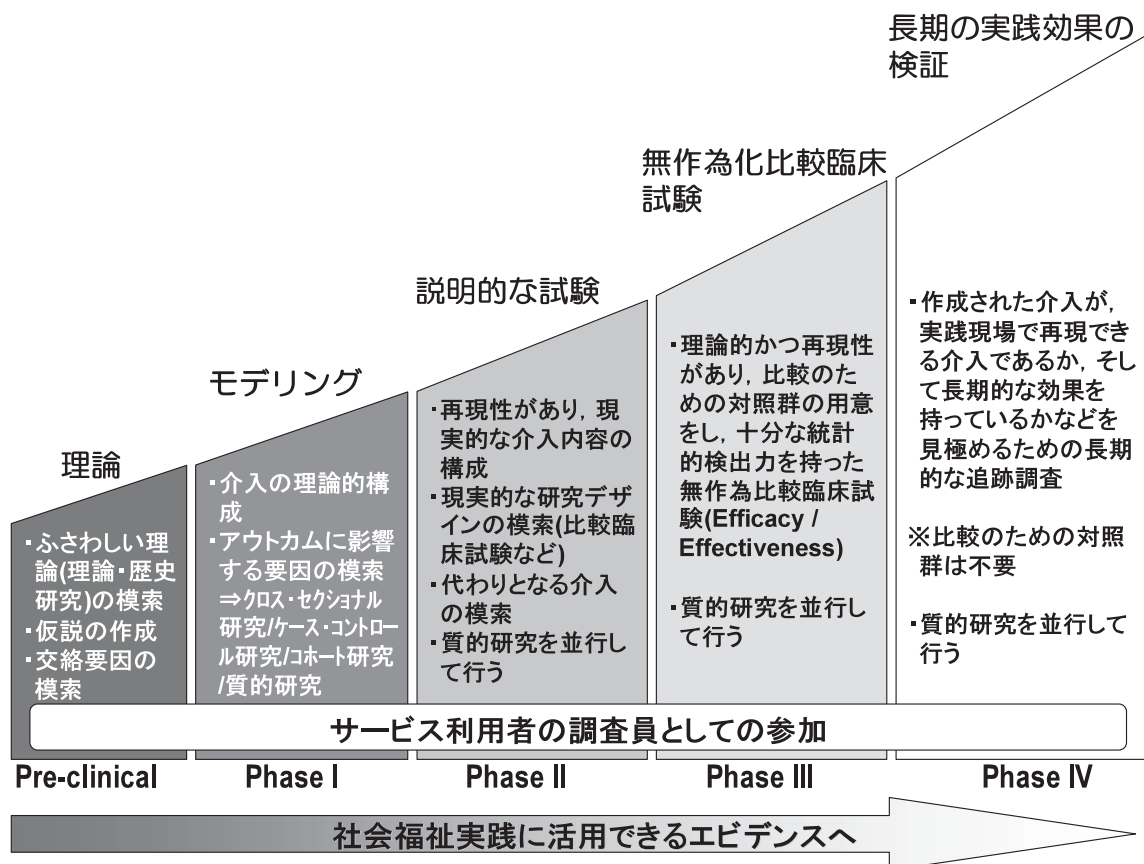 理論
・ふさわしい理
論(理論・歴史
研究)の模索
・仮説の作成
・交絡要因の
模索
モデリング
・介入の理論的構
成
・アウトカムに影響
する要因の模索
⇒クロス・セクショナル
研究/ケース・コントロー
ル研究/コホート研究
/質的研究
説明的な試験
・再現性があり，現
実的な介入内容の
構成
・現実的な研究デザ
インの模索(比較臨
床試験など)
・代わりとなる介入
の模索
・質的研究を並行し
て行う
無作為化比較臨床
試験
・理論的かつ再現性
があり，比較のた
めの対照群の用意
をし，十分な統計
的検出力を持った
無作為比較臨床試
験(Efficacy /
Effectiveness)
・質的研究を並行し
て行う
長期の実践効果の
検証
・作成された介入が，
実践現場で再現でき
る介入であるか，そし
て長期的な効果を
持っているかなどを
見極めるための長期
的な追跡調査
※比較のための対照
群は不要
・質的研究を並行して
行う
サービス利用者の調査員としての参加
Pre-clinical
Phase I
Phase II
Phase III
Phase IV
社会福祉実践に活用できるエビデンスへ